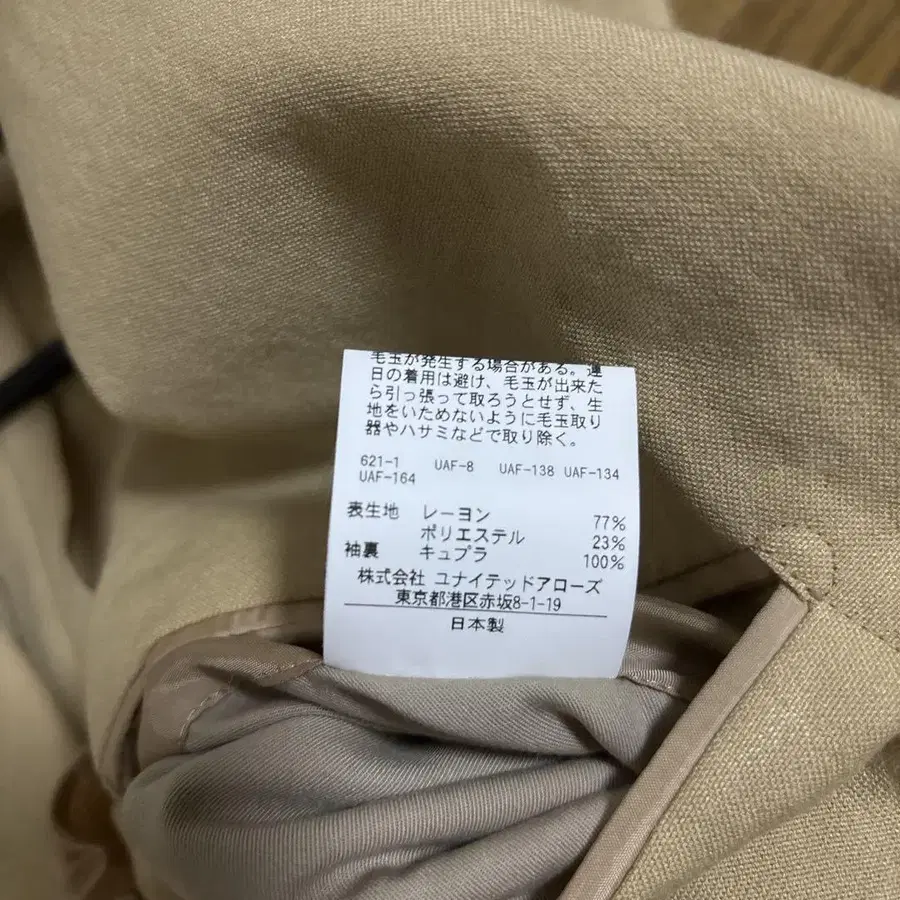 毛玉が発生する場合がある。連
日の着用は避け、毛玉が出来た
ら引っ張って取ろうとせず、生
地をいためないように毛玉取り
器やハサミなどで取り除く。
621-1 UAF-8 UAF-138 UAF-134
UAF-164
表生地 レーヨン 77%
ポリエステル 23%
袖裏 キュプラ 100%
株式会社 ユナイテッドアローズ
東京都港区赤坂8-1-19
日本製